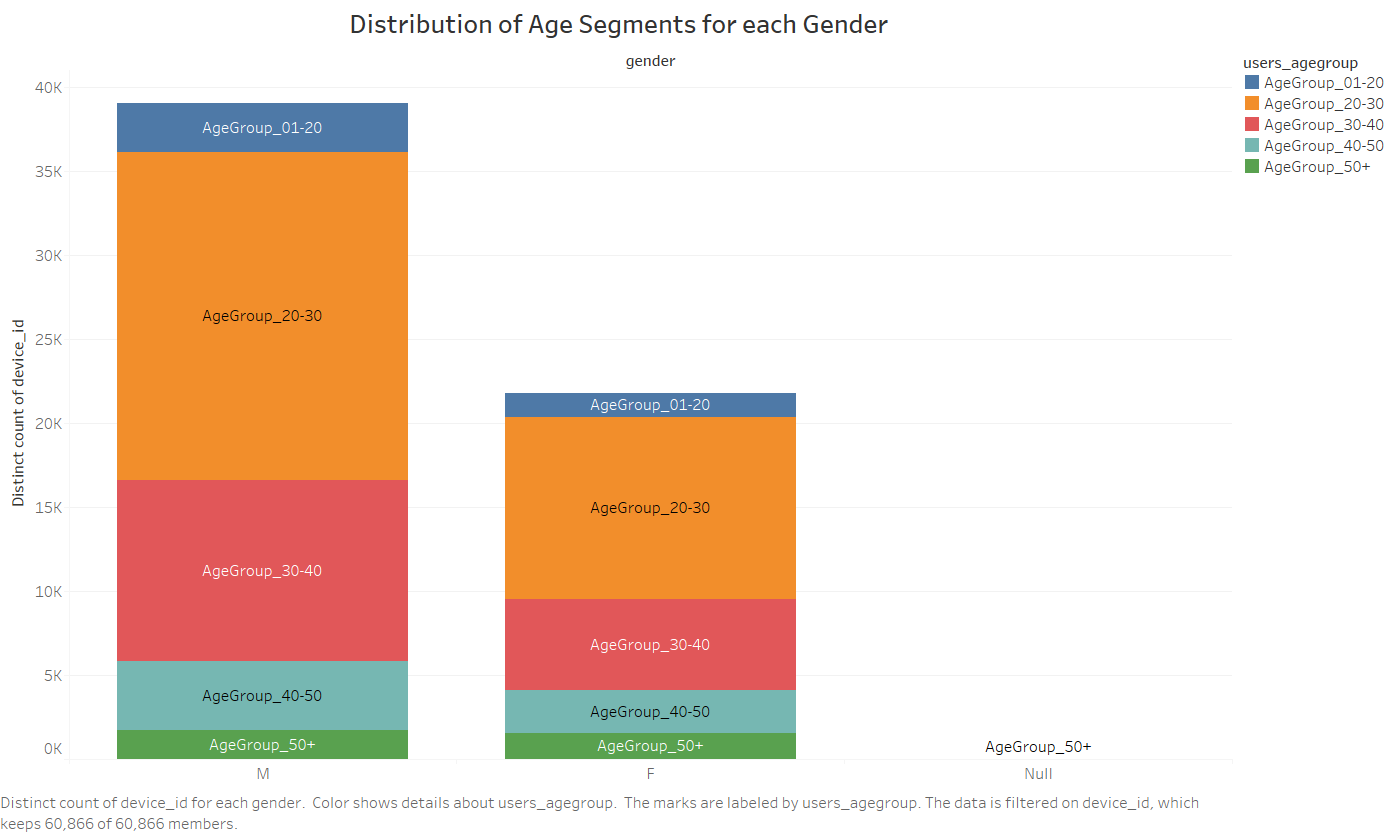 Distribution of Age Segments for each Gender
gender
users_agegroup
AgeGroup_01-20
AgeGroup_20-30
AgeGroup_30-40
AgeGroup_40-50
AgeGroup_50+
Distinct count of device_id
40K
35K
30K
25K
20K
15K
10K
5K
0K
AgeGroup_01-20
AgeGroup_20-30
AgeGroup_30-40
AgeGroup_40-50
AgeGroup_50+
AgeGroup_01-20
AgeGroup_20-30
AgeGroup_30-40
AgeGroup_40-50
AgeGroup_50+
AgeGroup_50+
M
F
Null
Distinct count of device_id for each gender.  Color shows details about users_agegroup.  The marks are labeled by users_agegroup. The data is filtered on device_id, which
keeps 60,866 of 60,866 members.